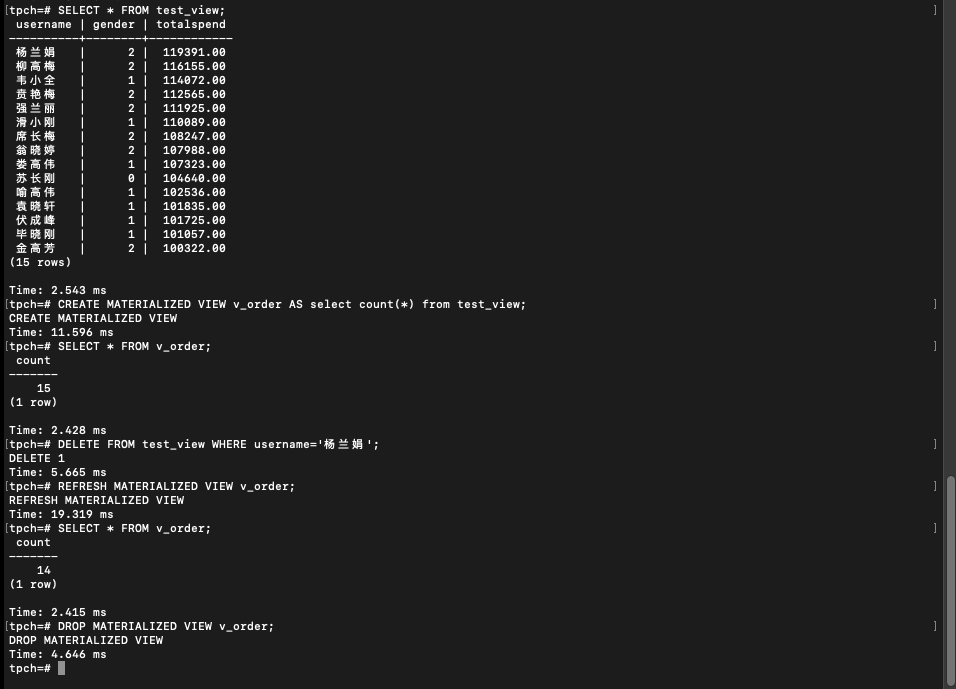 [tpch=# SELECT * FROM test_view; ]
 username | gender | totalspend
----------+--------+------------
 杨兰娟 | 2 | 119391.00
 柳高梅 | 2 | 116155.00
 韦小全 | 1 | 114072.00
 贲艳梅 | 2 | 112565.00
 强兰丽 | 2 | 111925.00
 滑小刚 | 1 | 110089.00
 席长梅 | 2 | 108247.00
 翁晓婷 | 2 | 107988.00
 娄高伟 | 1 | 107323.00
 苏长刚 | 0 | 104640.00
 喻高伟 | 1 | 102536.00
 袁晓轩 | 1 | 101835.00
 伏成峰 | 1 | 101725.00
 毕晓刚 | 1 | 101057.00
 金高芳 | 2 | 100322.00
(15 rows)
Time: 2.543 ms
[tpch=# CREATE MATERIALIZED VIEW v_order AS select count(*) from test_view; ]
CREATE MATERIALIZED VIEW
Time: 11.596 ms
[tpch=# SELECT * FROM v_order; ]
 count
-------
 15
(1 row)
Time: 2.428 ms
[tpch=# DELETE FROM test_view WHERE username='杨兰娟'; ]
DELETE 1
Time: 5.665 ms
[tpch=# REFRESH MATERIALIZED VIEW v_order; ]
REFRESH MATERIALIZED VIEW
Time: 19.319 ms
[tpch=# SELECT * FROM v_order; ]
 count
-------
 14
(1 row)
Time: 2.415 ms
[tpch=# DROP MATERIALIZED VIEW v_order; ]
DROP MATERIALIZED VIEW
Time: 4.646 ms
tpch=#